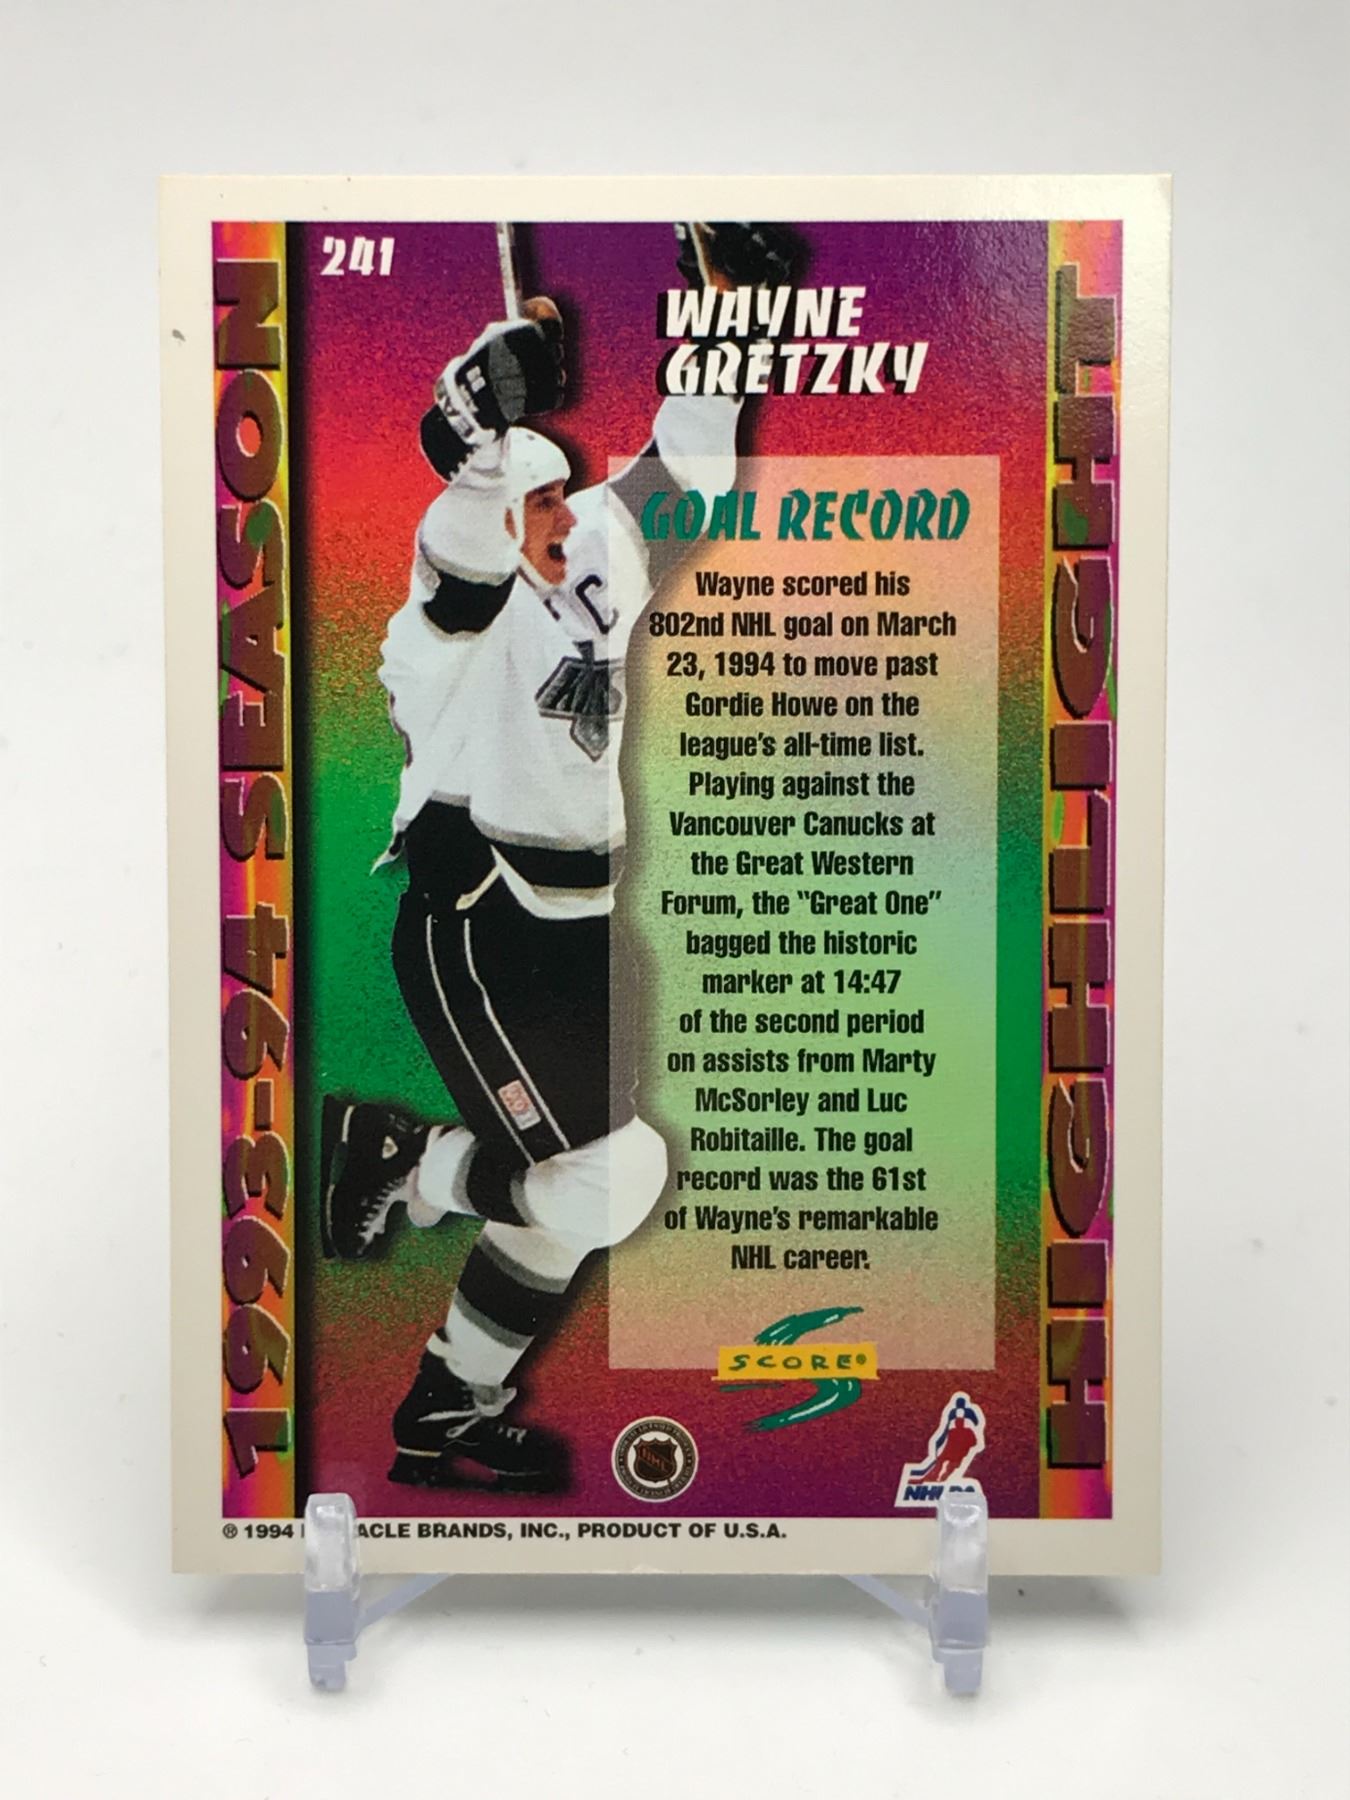 241
WAYNE
GRETZKY
1993-94 SEASON
HIGHLIGHT
GOAL RECORD
Wayne scored his
802nd NHL goal on March
23, 1994 to move past
Gordie Howe on the
league's all-time list.
Playing against the
Vancouver Canucks at
the Great Western
Forum, the "Great One"
bagged the historic
marker at 14:47
of the second period
on assists from Marty
McSorley and Luc
Robitaille. The goal
record was the 61st
of Wayne's remarkable
NHL career.
SCORE®
C
KINGS
NHL
® 1994 BRANDS, INC., PRODUCT OF U.S.A.